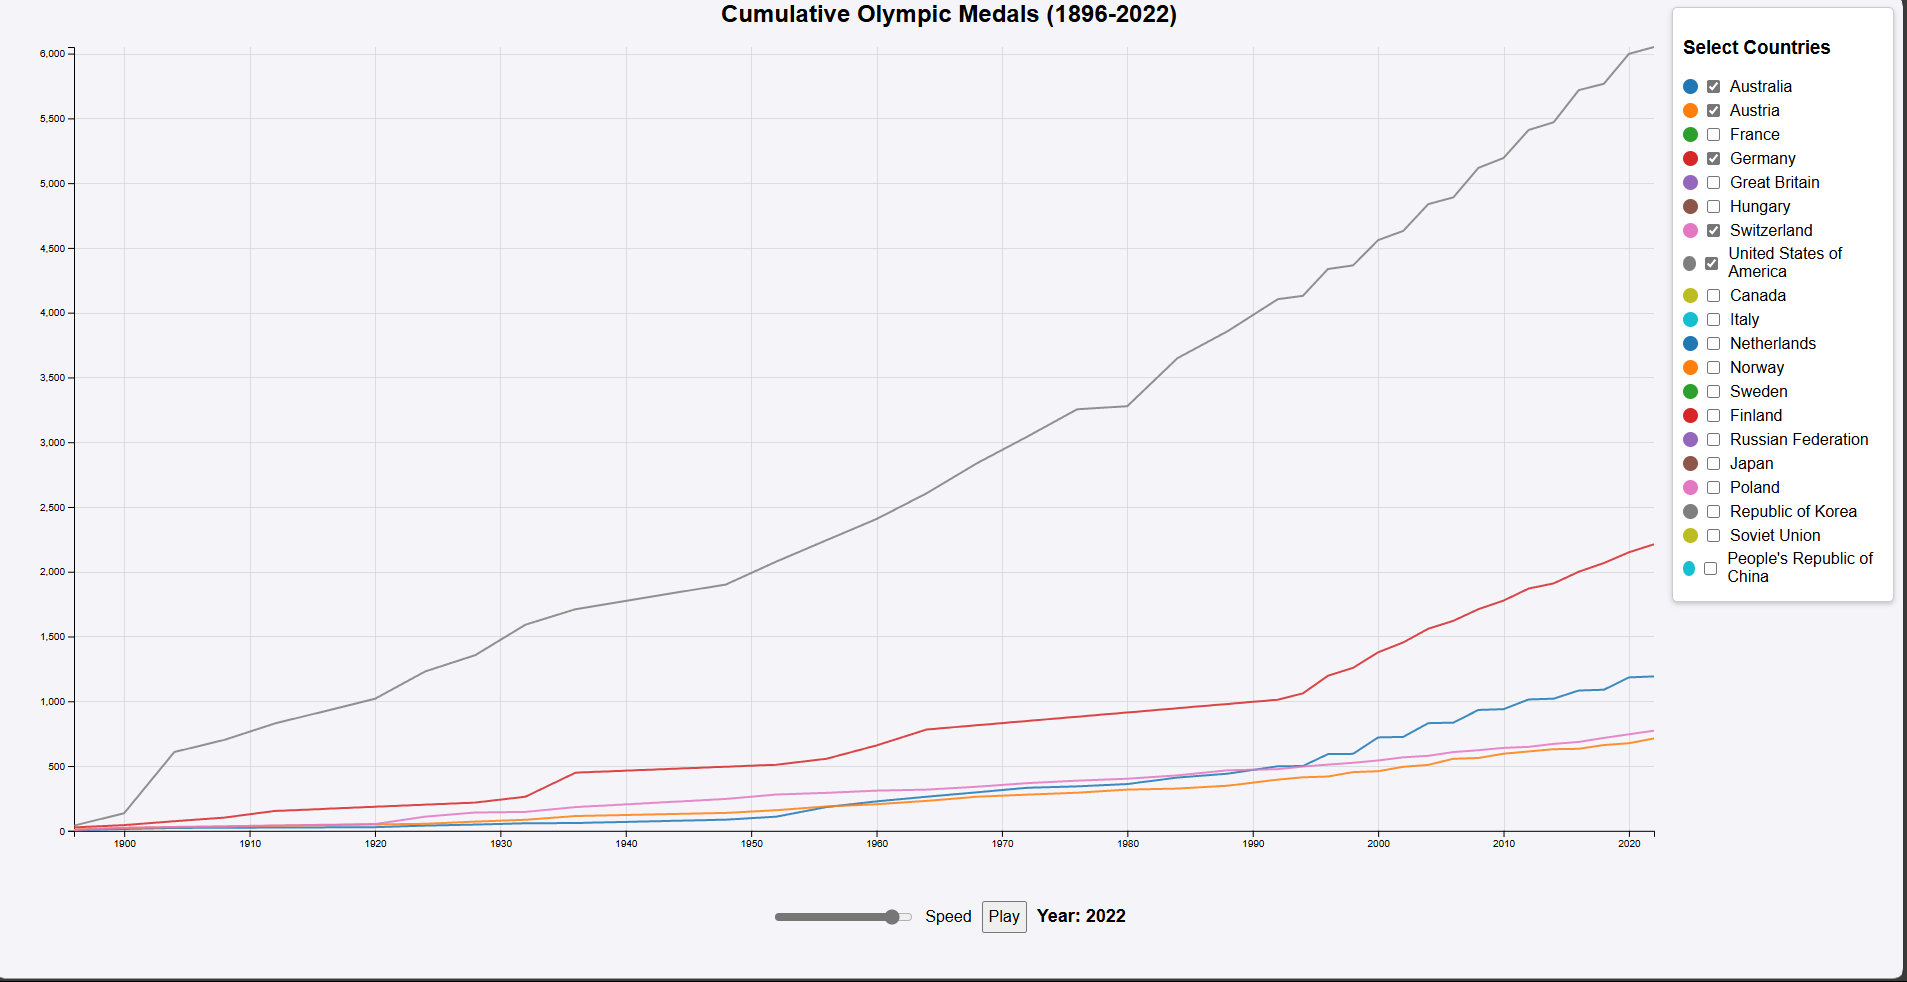 Cumulative Olympic Medals (1896-2022)
6,000
5,500
5,000
4,500
4,000
3,500
3,000
2,500
2,000
1,500
1,000
500
0
1900 1910 1920 1930 1940 1950 1960 1970 1980 1990 2000 2010 2020
Speed Play Year: 2022
Select Countries
Australia
Austria
France
Germany
Great Britain
Hungary
Switzerland
United States of
America
Canada
Italy
Netherlands
Norway
Sweden
Finland
Russian Federation
Japan
Poland
Republic of Korea
Soviet Union
People's Republic of
China